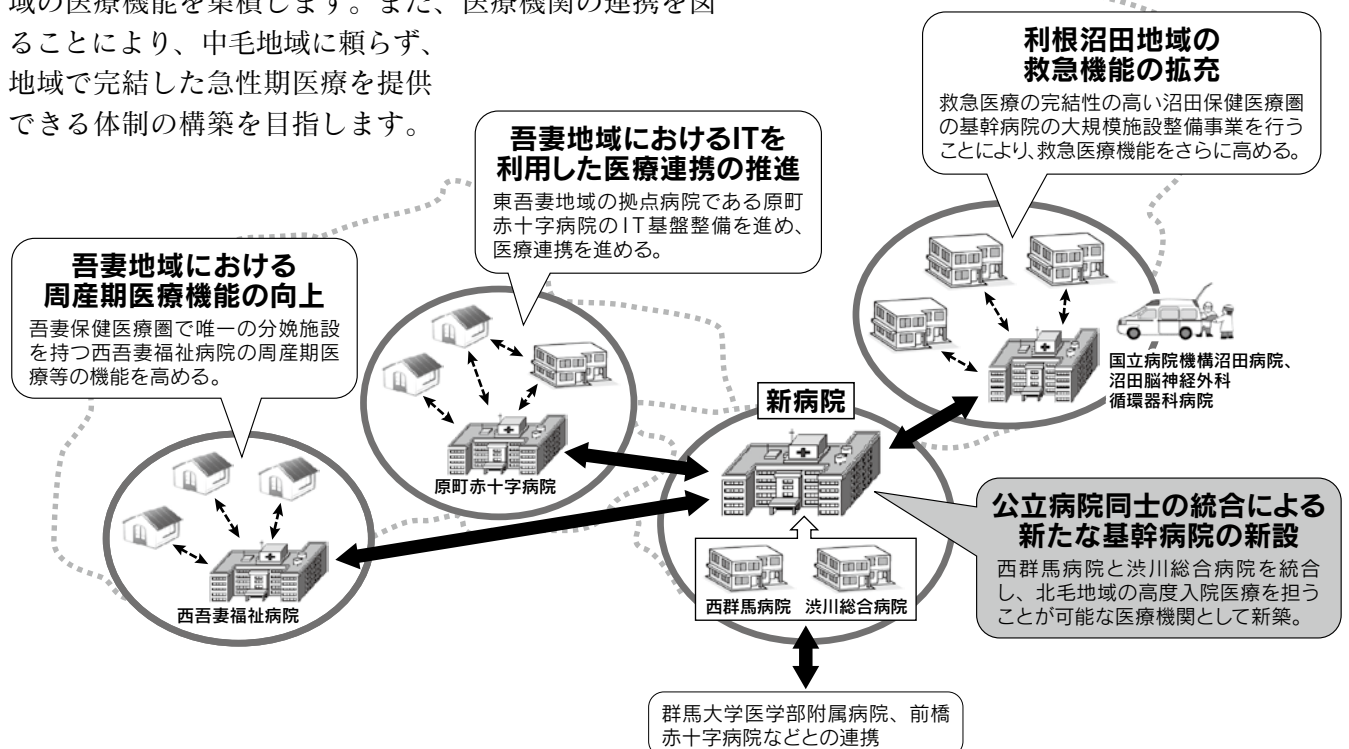 域の医療機能を集積します。また、医療機関の連携を図
ることにより、中毛地域に頼らず、
地域で完結した急性期医療を提供
できる体制の構築を目指します。
利根沼田地域の
救急機能の拡充
救急医療の完結性の高い沼田保健医療圏
の基幹病院の大規模施設整備事業を行う
ことにより、救急医療機能をさらに高める。
吾妻地域におけるITを
利用した医療連携の推進
東吾妻地域の拠点病院である原町
赤十字病院のIT基盤整備を進め、
医療連携を進める。
吾妻地域における
周産期医療機能の向上
吾妻保健医療圏で唯一の分娩施設
を持つ西吾妻福祉病院の周産期医
療等の機能を高める。
国立病院機構沼田病院、
沼田脳神経外科
循環器科病院
新病院
原町赤十字病院
公立病院同士の統合による
新たな基幹病院の新設
西群馬病院と渋川総合病院を統合
し、北毛地域の高度入院医療を担う
ことが可能な医療機関として新築。
西群馬病院 渋川総合病院
西吾妻福祉病院
群馬大学医学部附属病院、前橋
赤十字病院などとの連携